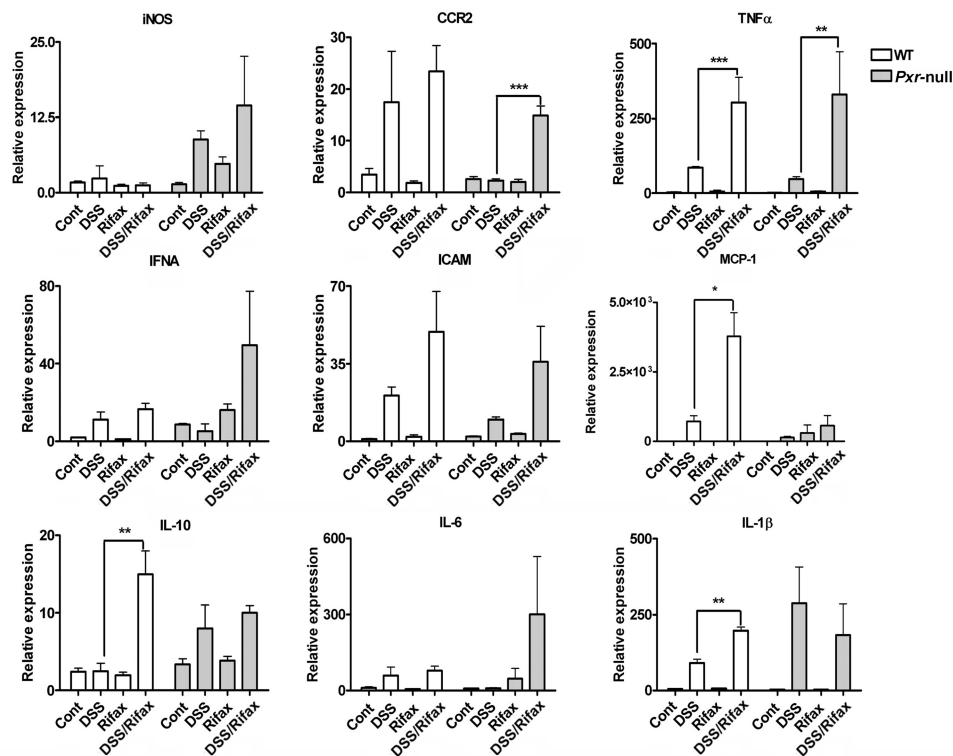 iNOS
Relative expression
25.0
12.5
0.0
Cont DSS Rifax DSS/Rifax Cont DSS Rifax DSS/Rifax
CCR2
Relative expression
30
20
10
0
***
Cont DSS Rifax DSS/Rifax Cont DSS Rifax DSS/Rifax
TNFα
Relative expression
500
250
0
*** **
Cont DSS Rifax DSS/Rifax Cont DSS Rifax DSS/Rifax
WT
Pxr-null
IFNA
Relative expression
80
40
0
Cont DSS Rifax DSS/Rifax Cont DSS Rifax DSS/Rifax
ICAM
Relative expression
70
35
0
Cont DSS Rifax DSS/Rifax Cont DSS Rifax DSS/Rifax
MCP-1
Relative expression
5.0×10³
2.5×10³
0
*
Cont DSS Rifax DSS/Rifax Cont DSS Rifax DSS/Rifax
IL-10
Relative expression
20
10
0
**
Cont DSS Rifax DSS/Rifax Cont DSS Rifax DSS/Rifax
IL-6
Relative expression
600
300
0
Cont DSS Rifax DSS/Rifax Cont DSS Rifax DSS/Rifax
IL-1β
Relative expression
500
250
0
**
Cont DSS Rifax DSS/Rifax Cont DSS Rifax DSS/Rifax